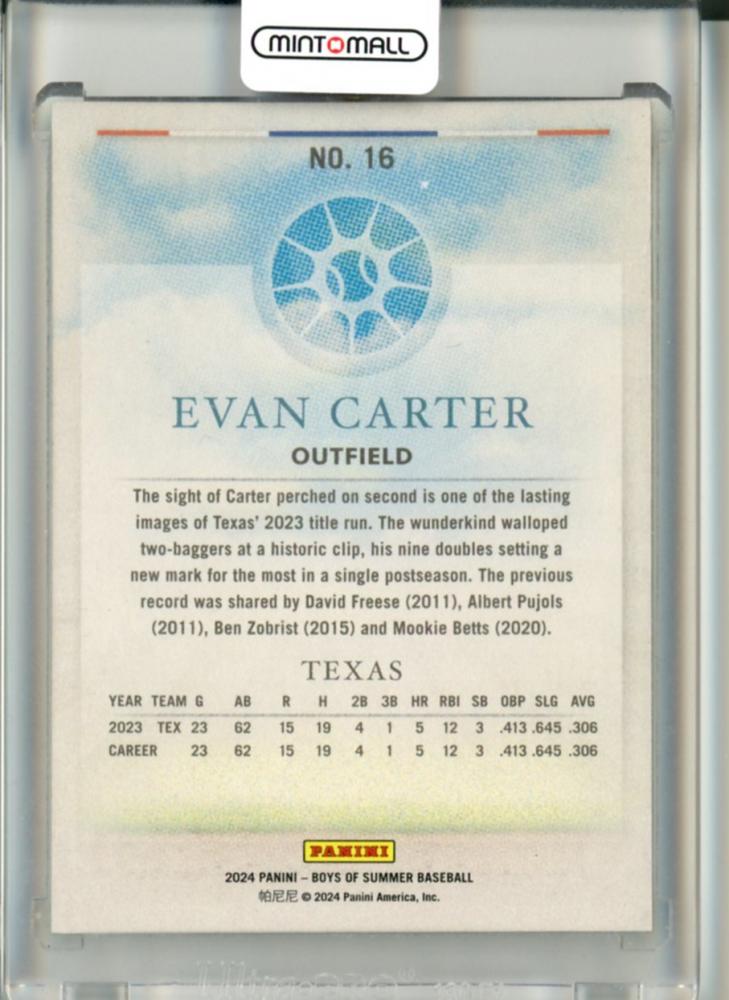 MINTOMALL
NO. 16
EVAN CARTER
OUTFIELD
The sight of Carter perched on second is one of the lasting
images of Texas' 2023 title run. The wunderkind walloped
two-baggers at a historic clip, his nine doubles setting a
new mark for the most in a single postseason. The previous
record was shared by David Freese (2011), Albert Pujols
(2011), Ben Zobrist (2015) and Mookie Betts (2020).
TEXAS
YEAR TEAM G AB R H 2B 3B HR RBI SB OBP SLG AVG
2023 TEX 23 62 15 19 4 1 5 12 3 .413 .645 .306
CAREER 23 62 15 19 4 1 5 12 3 .413 .645 .306
PANINI
2024 PANINI – BOYS OF SUMMER BASEBALL
帕尼尼 © 2024 Panini America, Inc.